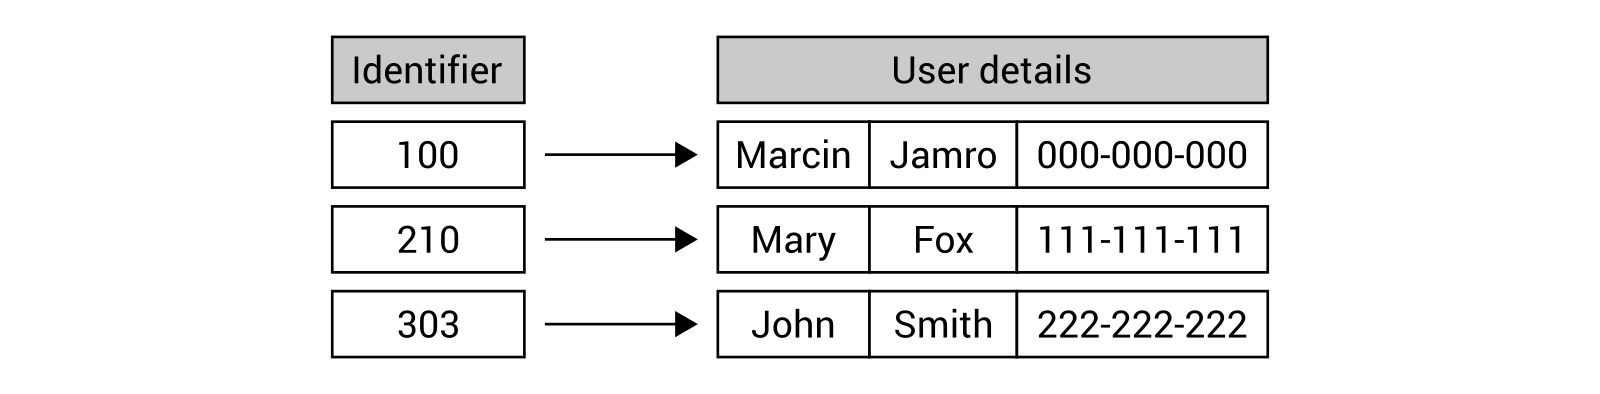 Identifier User details
100 Marcin Jamro 000-000-000
210 Mary Fox 111-111-111
303 John Smith 222-222-222